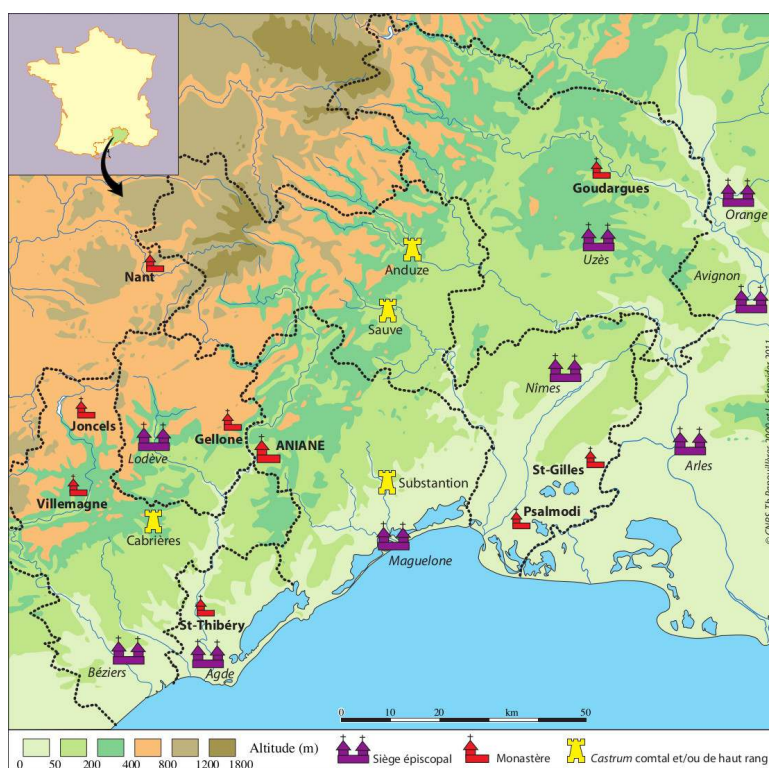 Goudargues
Orange
Uzès
Anduze
Avignon
Nant
Sauve
Nîmes
Joncels
Gellone
ANIANE
Lodève
Arles
St-Gilles
Villemagne
Substantion
Psalmodi
Cabrières
Maguelone
St-Thibéry
Béziers
Agde
0 10 20 km 50
0 50 200 400 800 1200 1800
Altitude (m)
Siège épiscopal
Monastère
Castrum comtal et/ou de haut rang